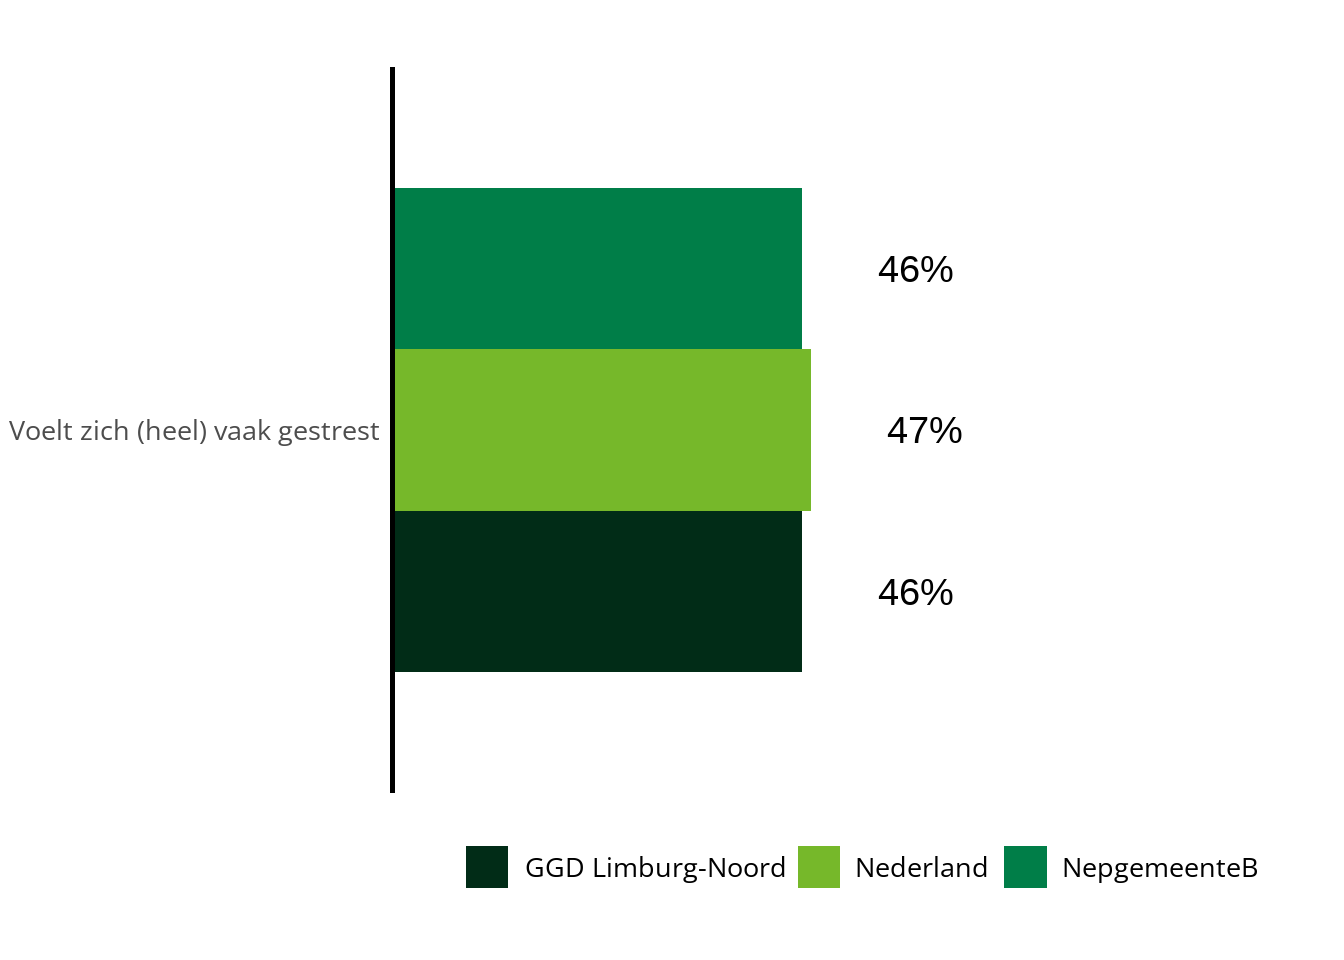 46%
Voelt zich (heel) vaak gestrest
47%
46%
GGD Limburg-Noord
Nederland
NepgemeenteB